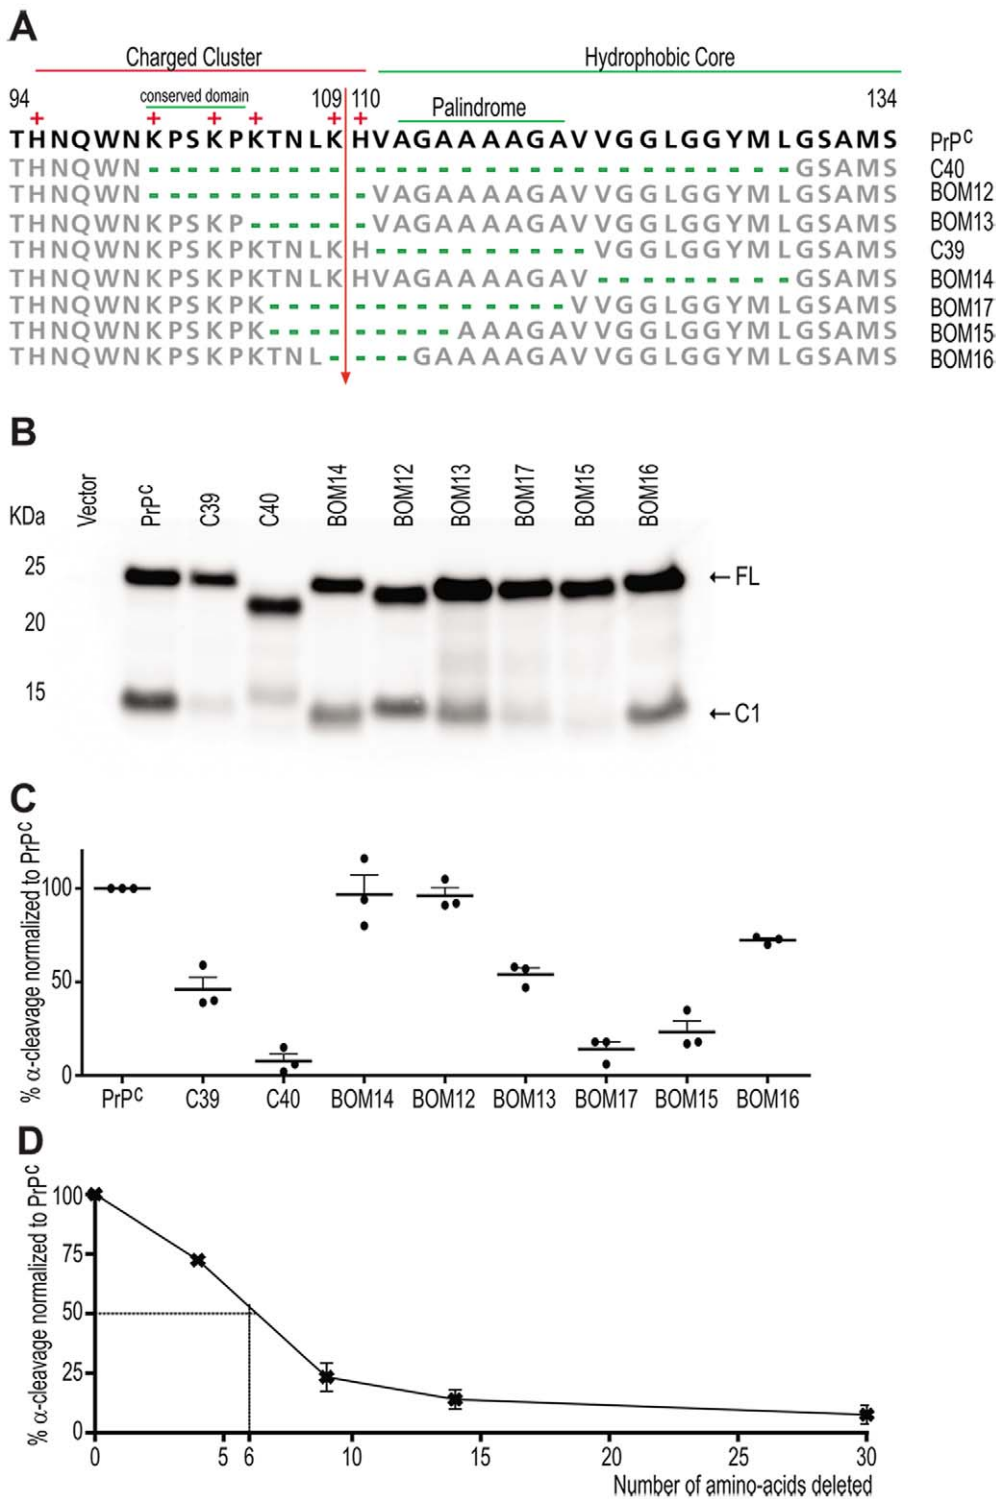 A
Charged Cluster Hydrophobic Core
94 conserved domain 109 110 Palindrome 134
+ + + + + +
THNQWNKPSKPKTNLKHVAGAAAAGAVVGGLGGYMLGSAMS PrPC
THNQWN------------------------------GSAMS C40
THNQWN-----------VAGAAAAGAVVGGLGGYMLGSAMS BOM12
THNQWNKPSKP------VAGAAAAGAVVGGLGGYMLGSAMS BOM13
THNQWNKPSKPKTNLKH----------VGGLGGYMLGSAMS C39
THNQWNKPSKPKTNLKHVAGAAAAGAV---------GSAMS BOM14
THNQWNKPSKPK--------------VVGGLGGYMLGSAMS BOM17
THNQWNKPSKPK---------AAAGAVVGGLGGYMLGSAMS BOM15
THNQWNKPSKPKTNL----GAAAAGAVVGGLGGYMLGSAMS BOM16
B
KDa Vector PrPC C39 C40 BOM14 BOM12 BOM13 BOM17 BOM15 BOM16
25
←FL
20
15
←C1
C
% α-cleavage normalized to PrPC
100
50
0
PrPC C39 C40 BOM14 BOM12 BOM13 BOM17 BOM15 BOM16
D
% α-cleavage normalized to PrPC
100
75
50
25
0
0 5 6 10 15 20 25 30
Number of amino-acids deleted